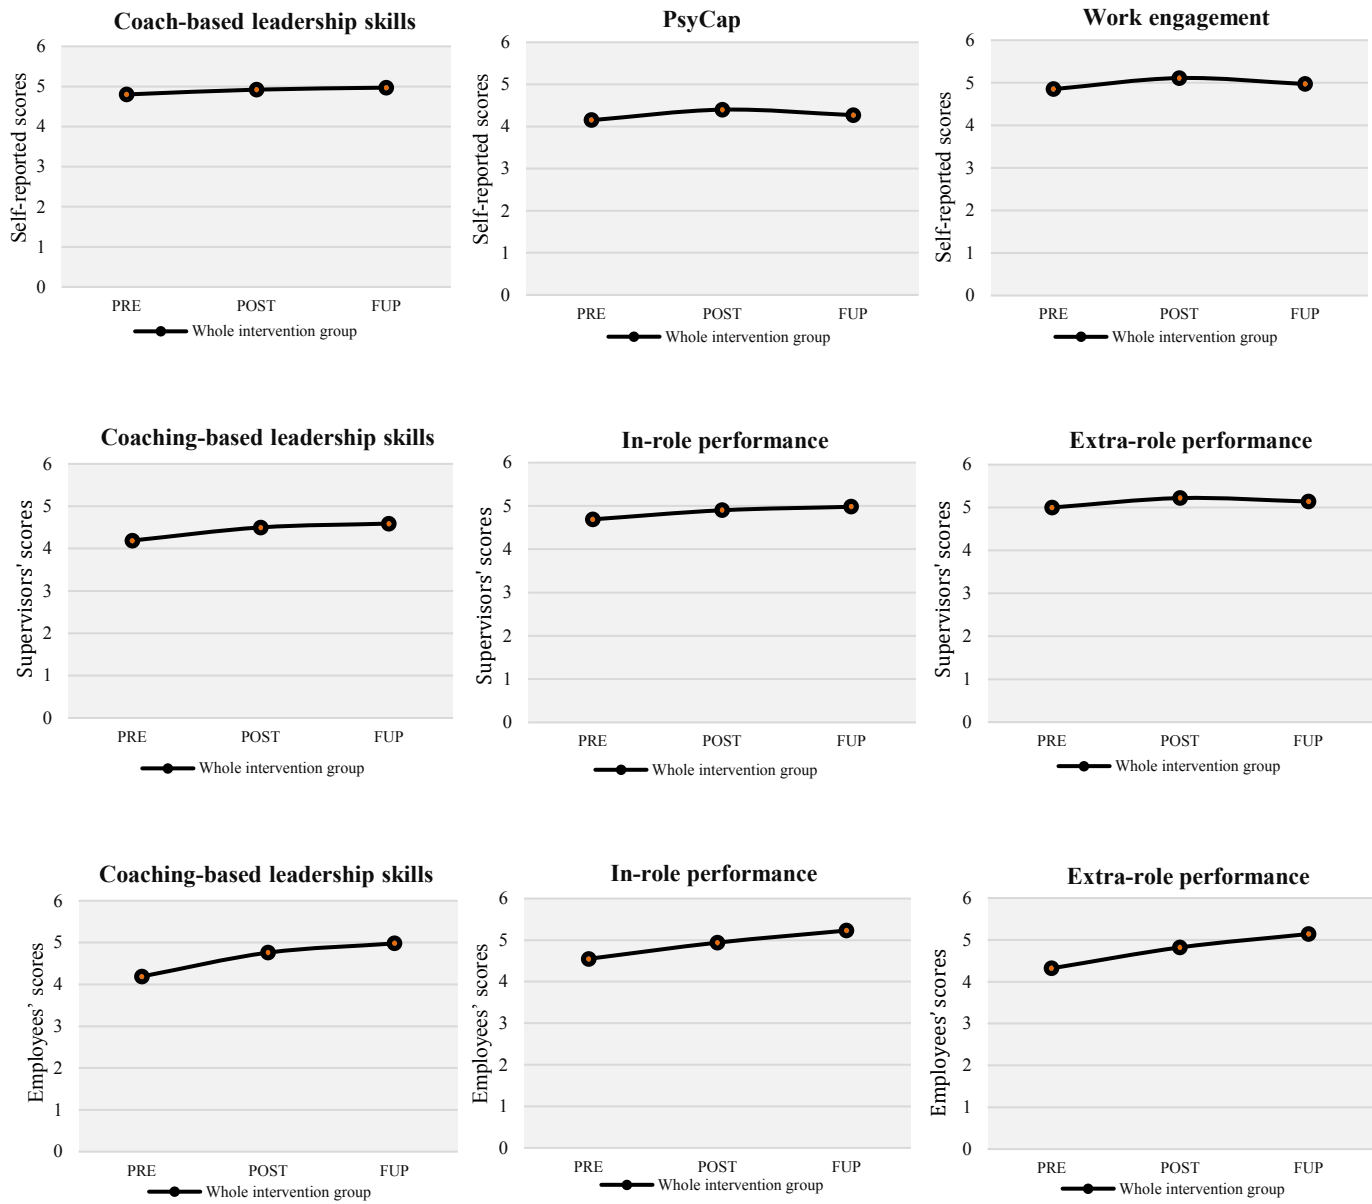 Coach-based leadership skills
Self-reported scores
6
5
4
3
2
1
0
PRE POST FUP
Whole intervention group
PsyCap
Self-reported scores
6
5
4
3
2
1
0
PRE POST FUP
Whole intervention group
Work engagement
Self-reported scores
6
5
4
3
2
1
0
PRE POST FUP
Whole intervention group
Coaching-based leadership skills
Supervisors' scores
6
5
4
3
2
1
0
PRE POST FUP
Whole intervention group
In-role performance
Supervisors' scores
6
5
4
3
2
1
0
PRE POST FUP
Whole intervention group
Extra-role performance
Supervisors' scores
6
5
4
3
2
1
0
PRE POST FUP
Whole intervention group
Coaching-based leadership skills
Employees’ scores
6
5
4
3
2
1
0
PRE POST FUP
Whole intervention group
In-role performance
Employees’ scores
6
5
4
3
2
1
0
PRE POST FUP
Whole intervention group
Extra-role performance
Employees' scores
6
5
4
3
2
1
0
PRE POST FUP
Whole intervention group